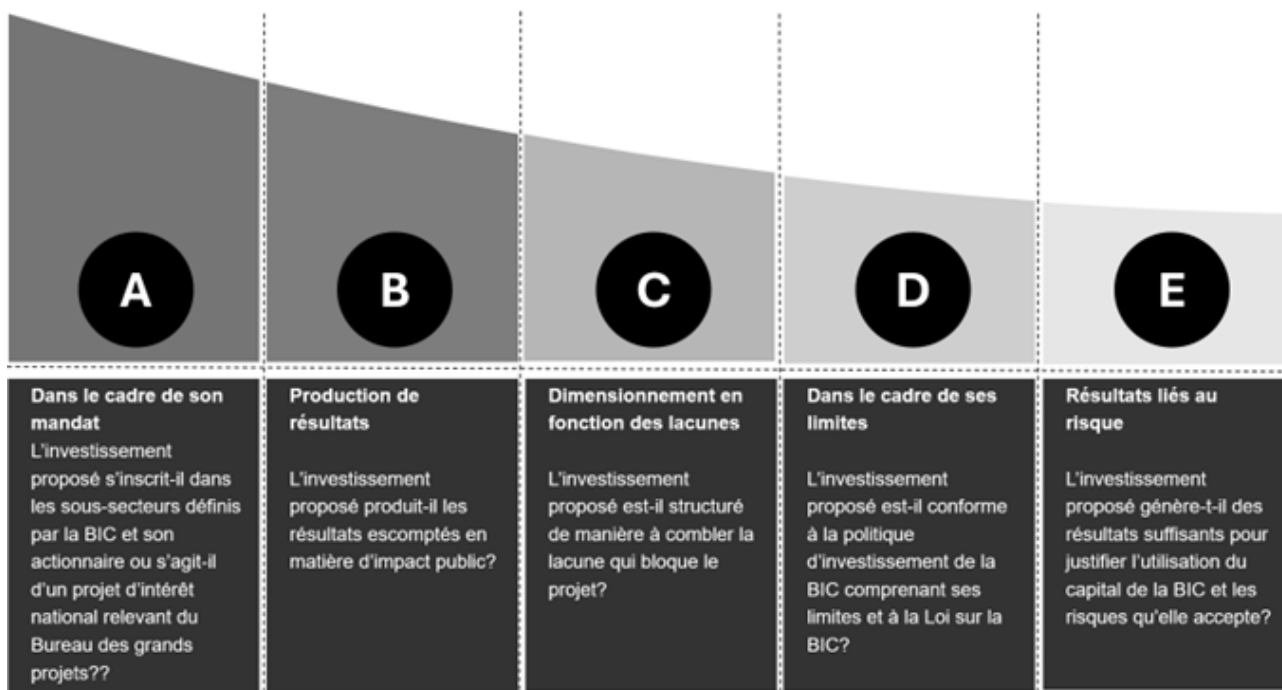 A
B
C
D
E
Dans le cadre de son
mandat
L'investissement
proposé s'inscrit-il dans
les sous-secteurs définis
par la BIC et son
actionnaire ou s'agit-il
d'un projet d'intérêt
national relevant du
Bureau des grands
projets??
Production de
résultats
L'investissement
proposé produit-il les
résultats escomptés en
matière d'impact public?
Dimensionnement en
fonction des lacunes
L'investissement
proposé est-il structuré
de manière à combler la
lacune qui bloque le
projet?
Dans le cadre de ses
limites
L'investissement
proposé est-il conforme
à la politique
d'investissement de la
BIC comprenant ses
limites et à la Loi sur la
BIC?
Résultats liés au
risque
L'investissement
proposé génère-t-il des
résultats suffisants pour
justifier l'utilisation du
capital de la BIC et les
risques qu'elle accepte?